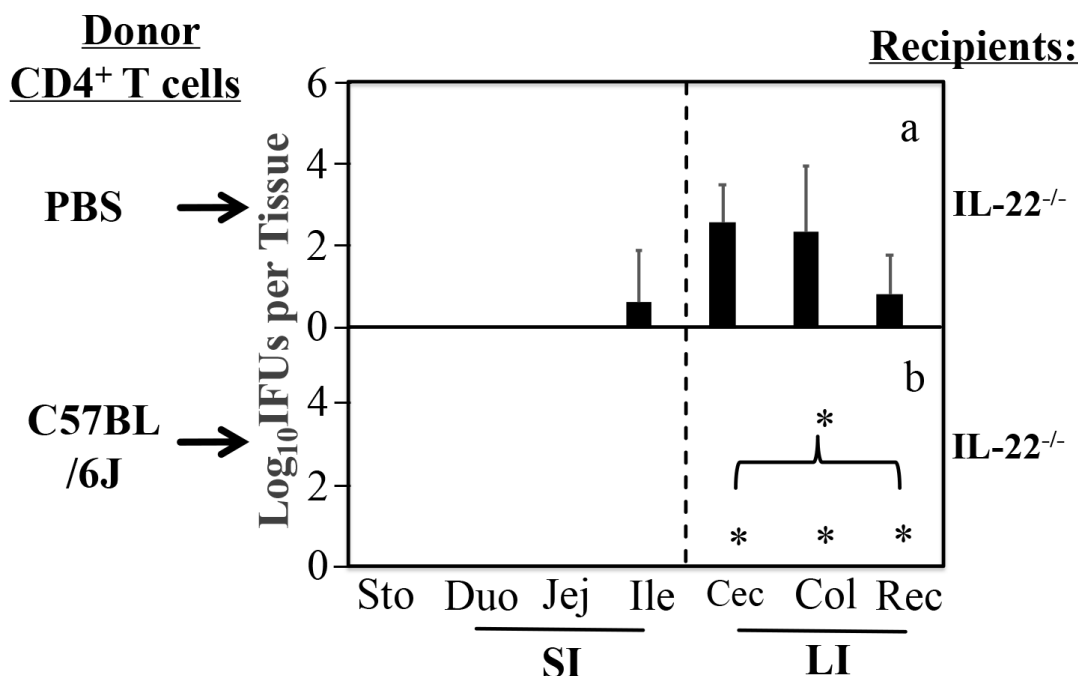 Donor
CD4⁺ T cells
Recipients:
Log₁₀IFUs per Tissue
6
4
2
0
a
PBS
IL-22⁻/⁻
4
2
0
b
C57BL
/6J
IL-22⁻/⁻
*
* * *
Sto Duo Jej Ile Cec Col Rec
SI LI